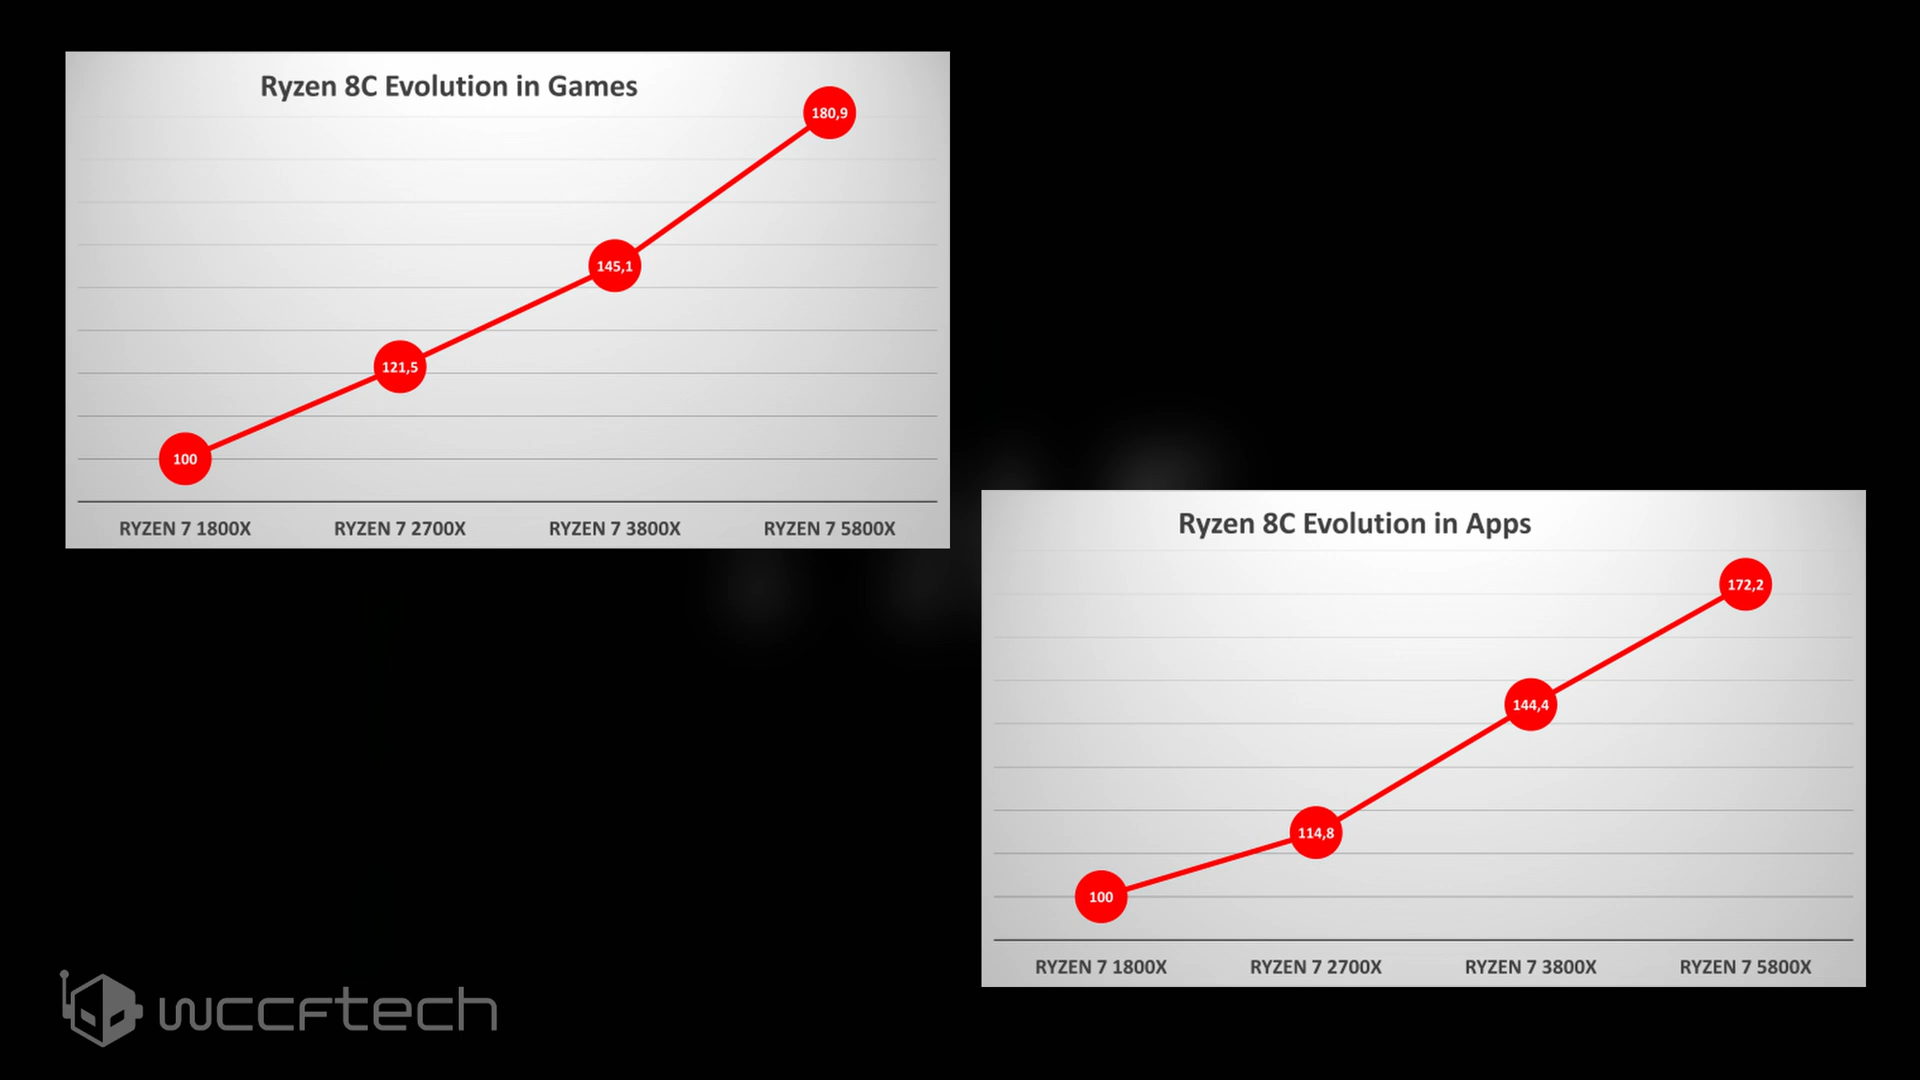 Ryzen 8C Evolution in Games
180,9
145,1
121,5
100
RYZEN 7 1800X RYZEN 7 2700X RYZEN 7 3800X RYZEN 7 5800X
Ryzen 8C Evolution in Apps
172,2
144,4
114,8
100
RYZEN 7 1800X RYZEN 7 2700X RYZEN 7 3800X RYZEN 7 5800X
wccftech